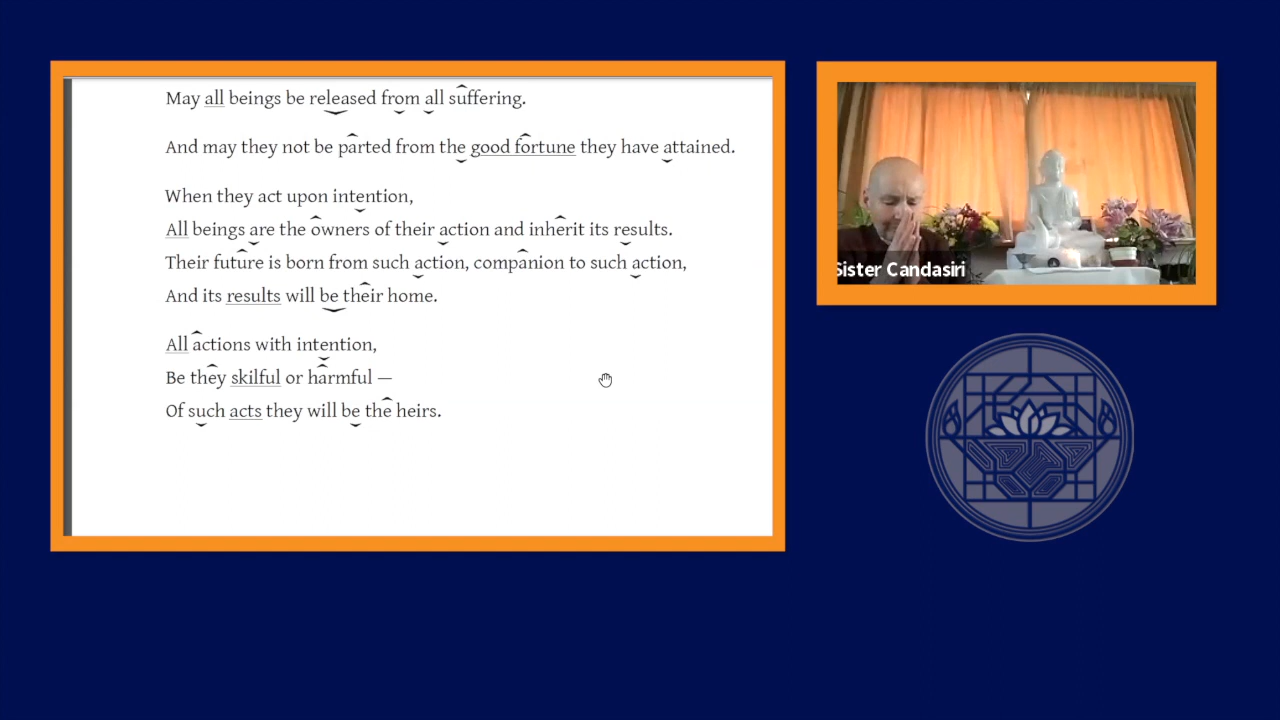 May all beings be released from all suffering.
And may they not be parted from the good fortune they have attained.
When they act upon intention,
All beings are the owners of their action and inherit its results.
Their future is born from such action, companion to such action,
And its results will be their home.
All actions with intention,
Be they skilful or harmful —
Of such acts they will be the heirs.
Sister Candasiri